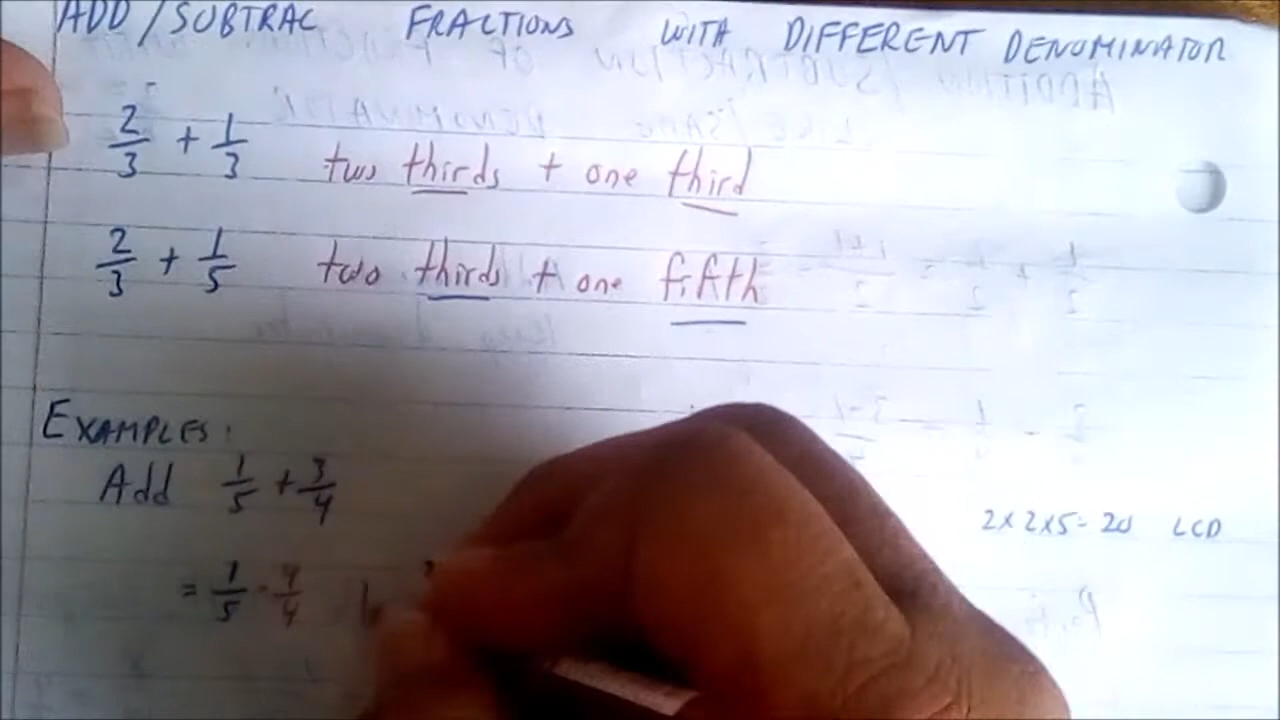 ADD/SUBTRAC FRACTIONS WITH DIFFERENT DENOMINATOR
2/3 + 1/3 two thirds + one third
2/3 + 1/5 two thirds + one fifth
EXAMPLES:
Add 1/5 + 3/4
2x2x5=20 LCD
= 1/5 · 4/4